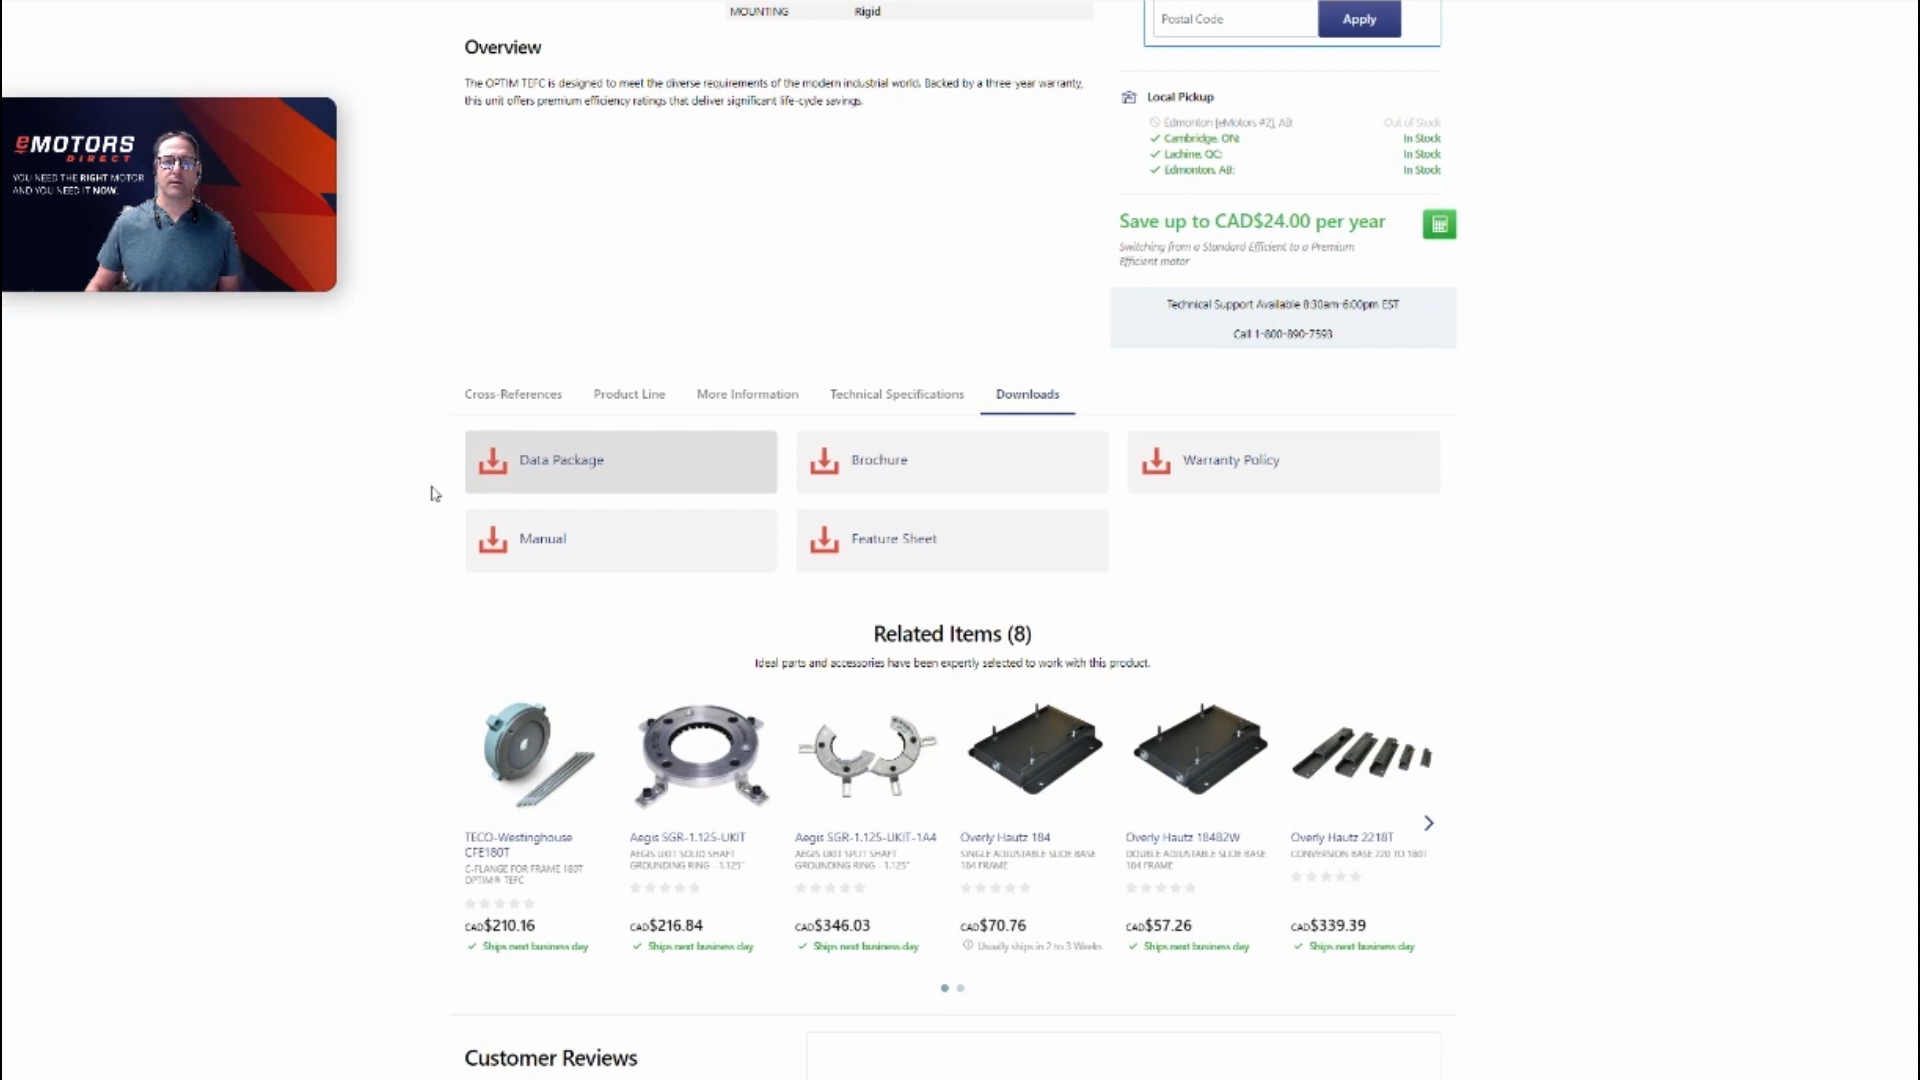 MOUNTING Rigid
Postal Code
Apply
Overview
The OPTIM TEFC is designed to meet the diverse requirements of the modern industrial world. Backed by a three-year warranty,
this unit offers premium efficiency ratings that deliver significant life-cycle savings.
Local Pickup
Edmonton [eMotors #2], AB: Out of Stock
Cambridge, ON: In Stock
Lachine, QC: In Stock
Edmonton, AB: In Stock
eMOTORS
DIRECT
YOU NEED THE RIGHT MOTOR
AND YOU NEED IT NOW.
Save up to CAD$24.00 per year
Switching from a Standard Efficient to a Premium
Efficient motor
Technical Support Available 8:30am-6:00pm EST
Call 1-800-890-7593
Cross-References Product Line More Information Technical Specifications Downloads
Data Package
Brochure
Warranty Policy
Manual
Feature Sheet
Related Items (8)
Ideal parts and accessories have been expertly selected to work with this product.
TECO-Westinghouse
CFE180T
C-FLANGE FOR FRAME 180T
OPTIM® TEFC
CAD$210.16
Ships next business day
Aegis SGR-1.125-UKIT
AEGIS UKIT SOLID SHAFT
GROUNDING RING - 1.125"
CAD$216.84
Ships next business day
Aegis SGR-1.125-UKIT-1A4
AEGIS UKIT SPLIT SHAFT
GROUNDING RING - 1.125"
CAD$346.03
Ships next business day
Overly Hautz 184
SINGLE ADJUSTABLE SLIDE BASE
184 FRAME
CAD$70.76
Usually ships in 2 to 3 Weeks
Overly Hautz 184B2W
DOUBLE ADJUSTABLE SLIDE BASE
184 FRAME
CAD$57.26
Ships next business day
Overly Hautz 2218T
CONVERSION BASE 220 TO 180T
CAD$339.39
Ships next business day
Customer Reviews